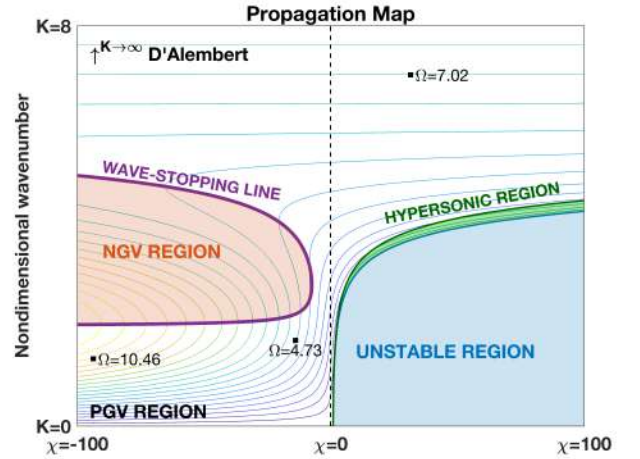 Propagation Map
K=8
↑K→∞ D'Alembert
Ω=7.02
WAVE-STOPPING LINE
HYPERSONIC REGION
NGV REGION
Nondimensional wavenumber
Ω=4.73
UNSTABLE REGION
Ω=10.46
PGV REGION
K=0
χ=-100
χ=0
χ=100